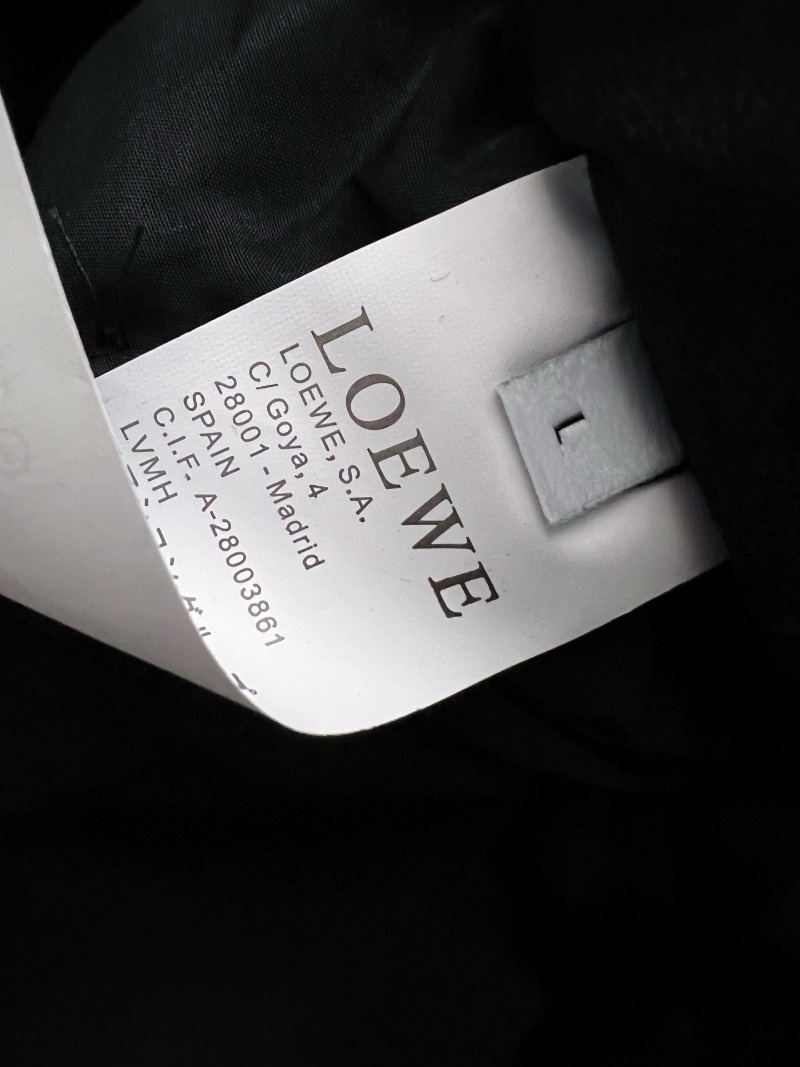 L
LOEWE
LOEWE, S.A.
C/ Goya, 4
28001 - Madrid
SPAIN
C.I.F. A-28003861
LVMH